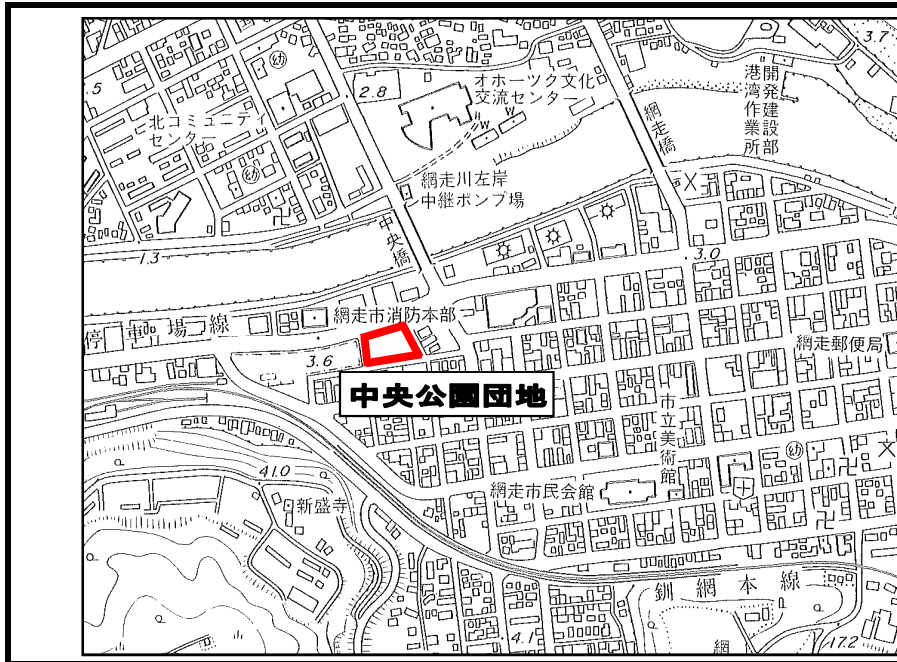 3.7
幼
オホーツク文化
交流センター
開発建設部
港湾作業所
2.8
.5
W
W
網走橋
北コミュニティ
センター
幼
網走川左岸
中継ポンプ場
中央橋
1.3
3.0
網走市消防本部
停車場線
3.6
網走郵便局
中央公園団地
市立美術館
幼
41.0
網走市民会館
新盛寺
釧網本線
4.1
網
17.2